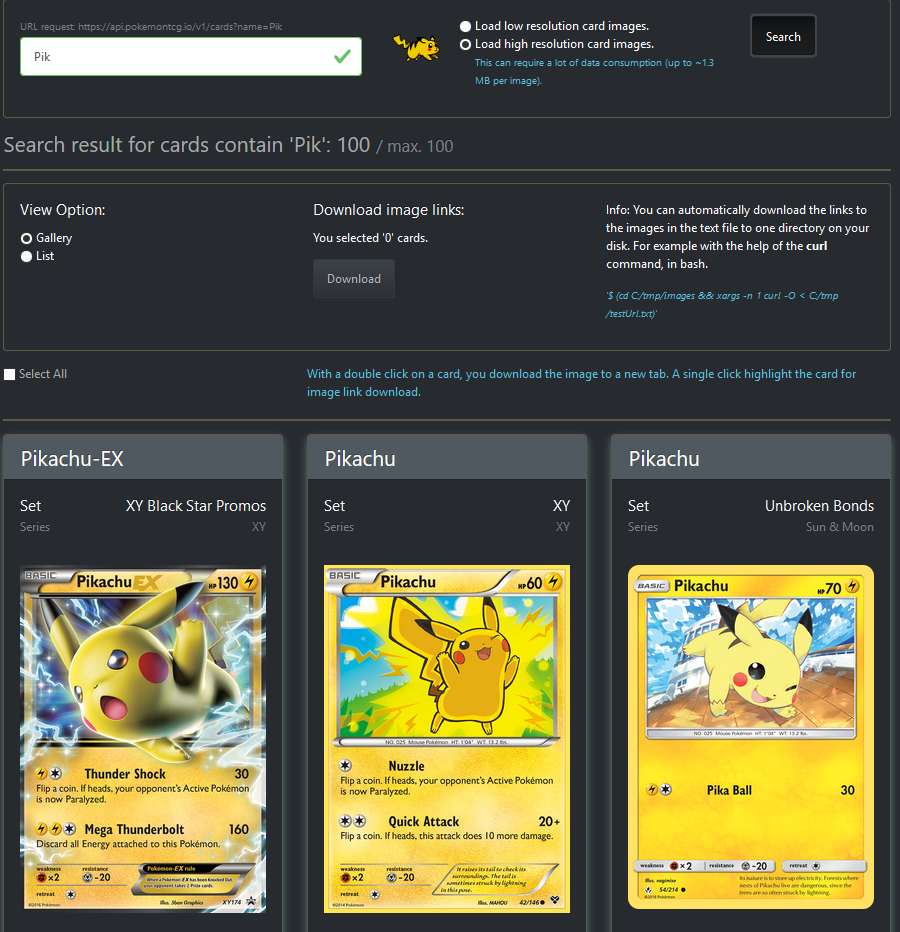 URL request: https://api.pokemontcg.io/v1/cards?name=Pik
Pik
Load low resolution card images.
Load high resolution card images.
This can require a lot of data consumption (up to ~1.3
MB per image).
Search
Search result for cards contain 'Pik': 100 / max. 100
View Option:
Gallery
List
Download image links:
You selected '0' cards.
Download
Info: You can automatically download the links to
the images in the text file to one directory on your
disk. For example with the help of the curl
command, in bash.
'$ (cd C:/tmp/images && xargs -n 1 curl -O < C:/tmp
/testUrl.txt)'
Select All
With a double click on a card, you download the image to a new tab. A single click highlight the card for
image link download.
Pikachu-EX
Set XY Black Star Promos
Series XY
BASIC Pikachu EX HP130
Thunder Shock 30
Flip a coin. If heads, your opponent's Active Pokémon
is now Paralyzed.
Mega Thunderbolt 160
Discard all Energy attached to this Pokémon.
weakness resistance
×2 -20
retreat
Pokémon-EX rule
When a Pokémon-EX has been Knocked Out,
your opponent takes 2 Prize cards.
©2016 Pokémon Illus. 5ban Graphics XY174
Pikachu
Set XY
Series XY
BASIC Pikachu HP60
NO. 025 Mouse Pokémon HT: 1'04" WT: 13.2 lbs.
Nuzzle
Flip a coin. If heads, your opponent's Active Pokémon
is now Paralyzed.
Quick Attack 20+
Flip a coin. If heads, this attack does 10 more damage.
weakness resistance
×2 -20
retreat
It raises its tail to check its
surroundings. The tail is
sometimes struck by lightning
in this pose.
©2014 Pokémon Illus. MAHOU 42/146
Pikachu
Set Unbroken Bonds
Series Sun & Moon
BASIC Pikachu HP70
NO. 025 Mouse Pokémon HT: 1'04" WT: 13.2 lbs.
Pika Ball 30
weakness ×2 resistance -20 retreat
Illus. nagimiso
54/214
©2019 Pokémon
Its nature is to store up electricity. Forests where
nests of Pikachu live are dangerous, since the
trees are so often struck by lightning.